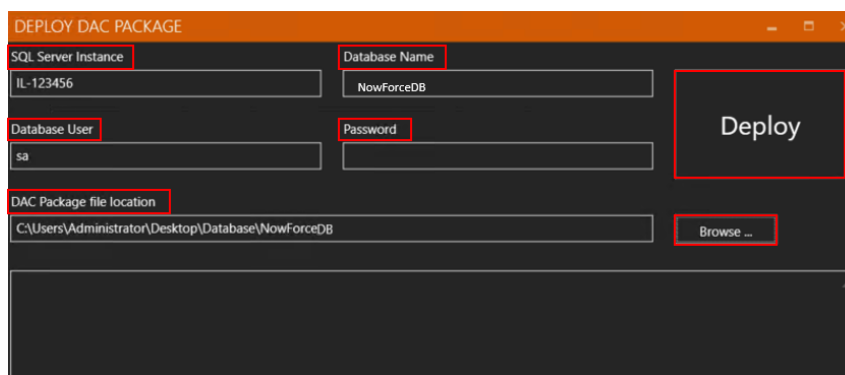 DEPLOY DAC PACKAGE
SQL Server Instance
Database Name
IL-123456
NowForceDB
Deploy
Database User
Password
sa
DAC Package file location
C:\Users\Administrator\Desktop\Database\NowForceDB
Browse ...